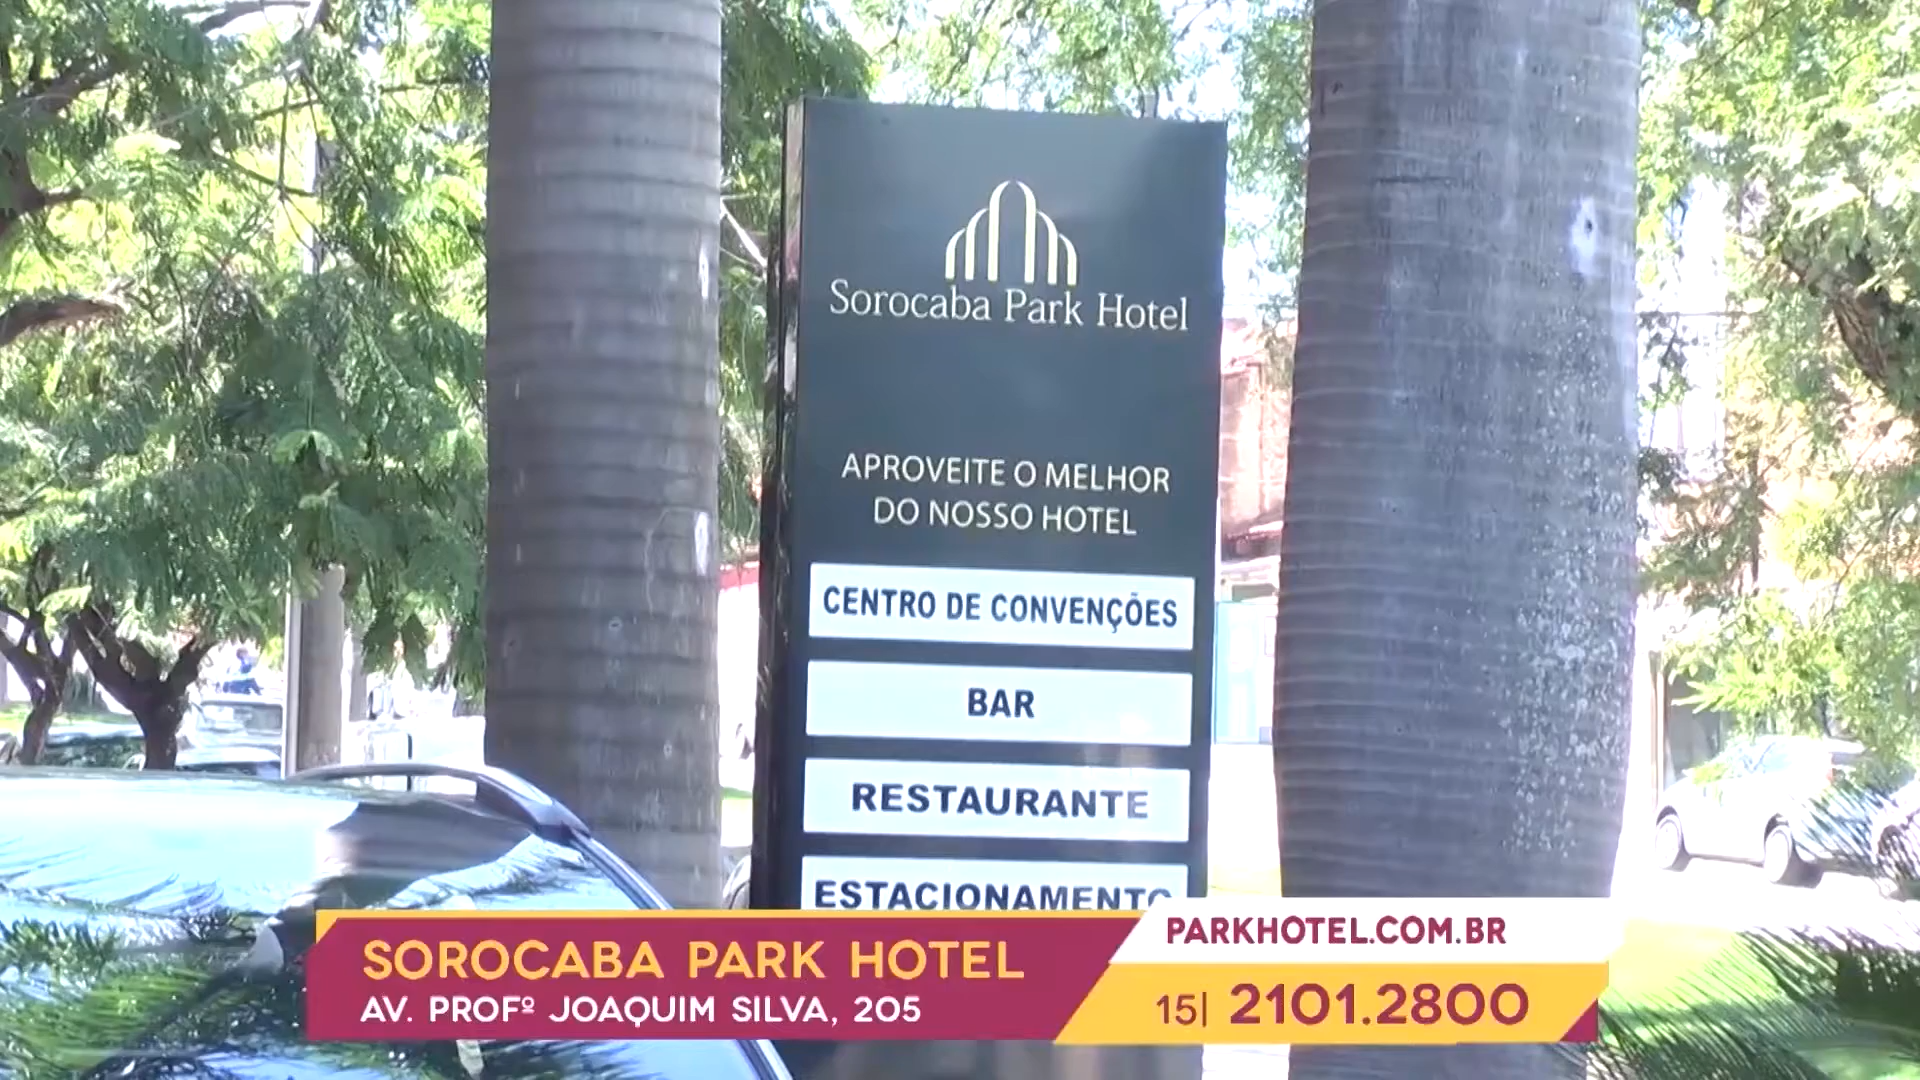 Sorocaba Park Hotel
APROVEITE O MELHOR
DO NOSSO HOTEL
CENTRO DE CONVENÇÕES
BAR
RESTAURANTE
ESTACIONAMENTO
SOROCABA PARK HOTEL
AV. PROFº JOAQUIM SILVA, 205
PARKHOTEL.COM.BR
15| 2101.2800